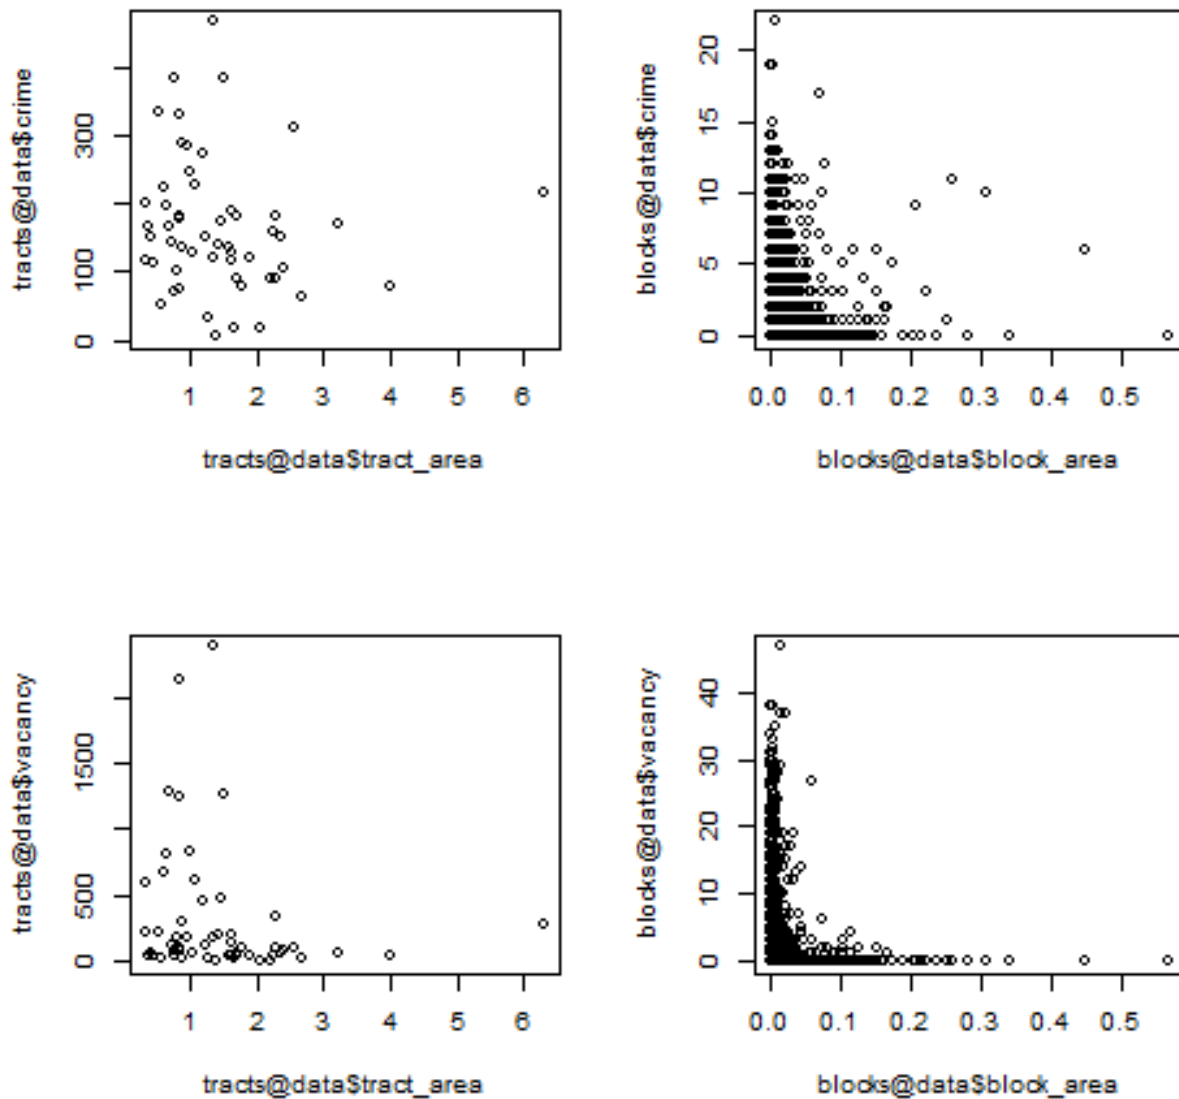 tracts@data$crime
0 100 300
1 2 3 4 5 6
tracts@data$tract_area
blocks@data$crime
0 5 10 15 20
0.0 0.1 0.2 0.3 0.4 0.5
blocks@data$block_area
tracts@data$vacancy
0 500 1500
1 2 3 4 5 6
tracts@data$tract_area
blocks@data$vacancy
0 10 20 30 40
0.0 0.1 0.2 0.3 0.4 0.5
blocks@data$block_area